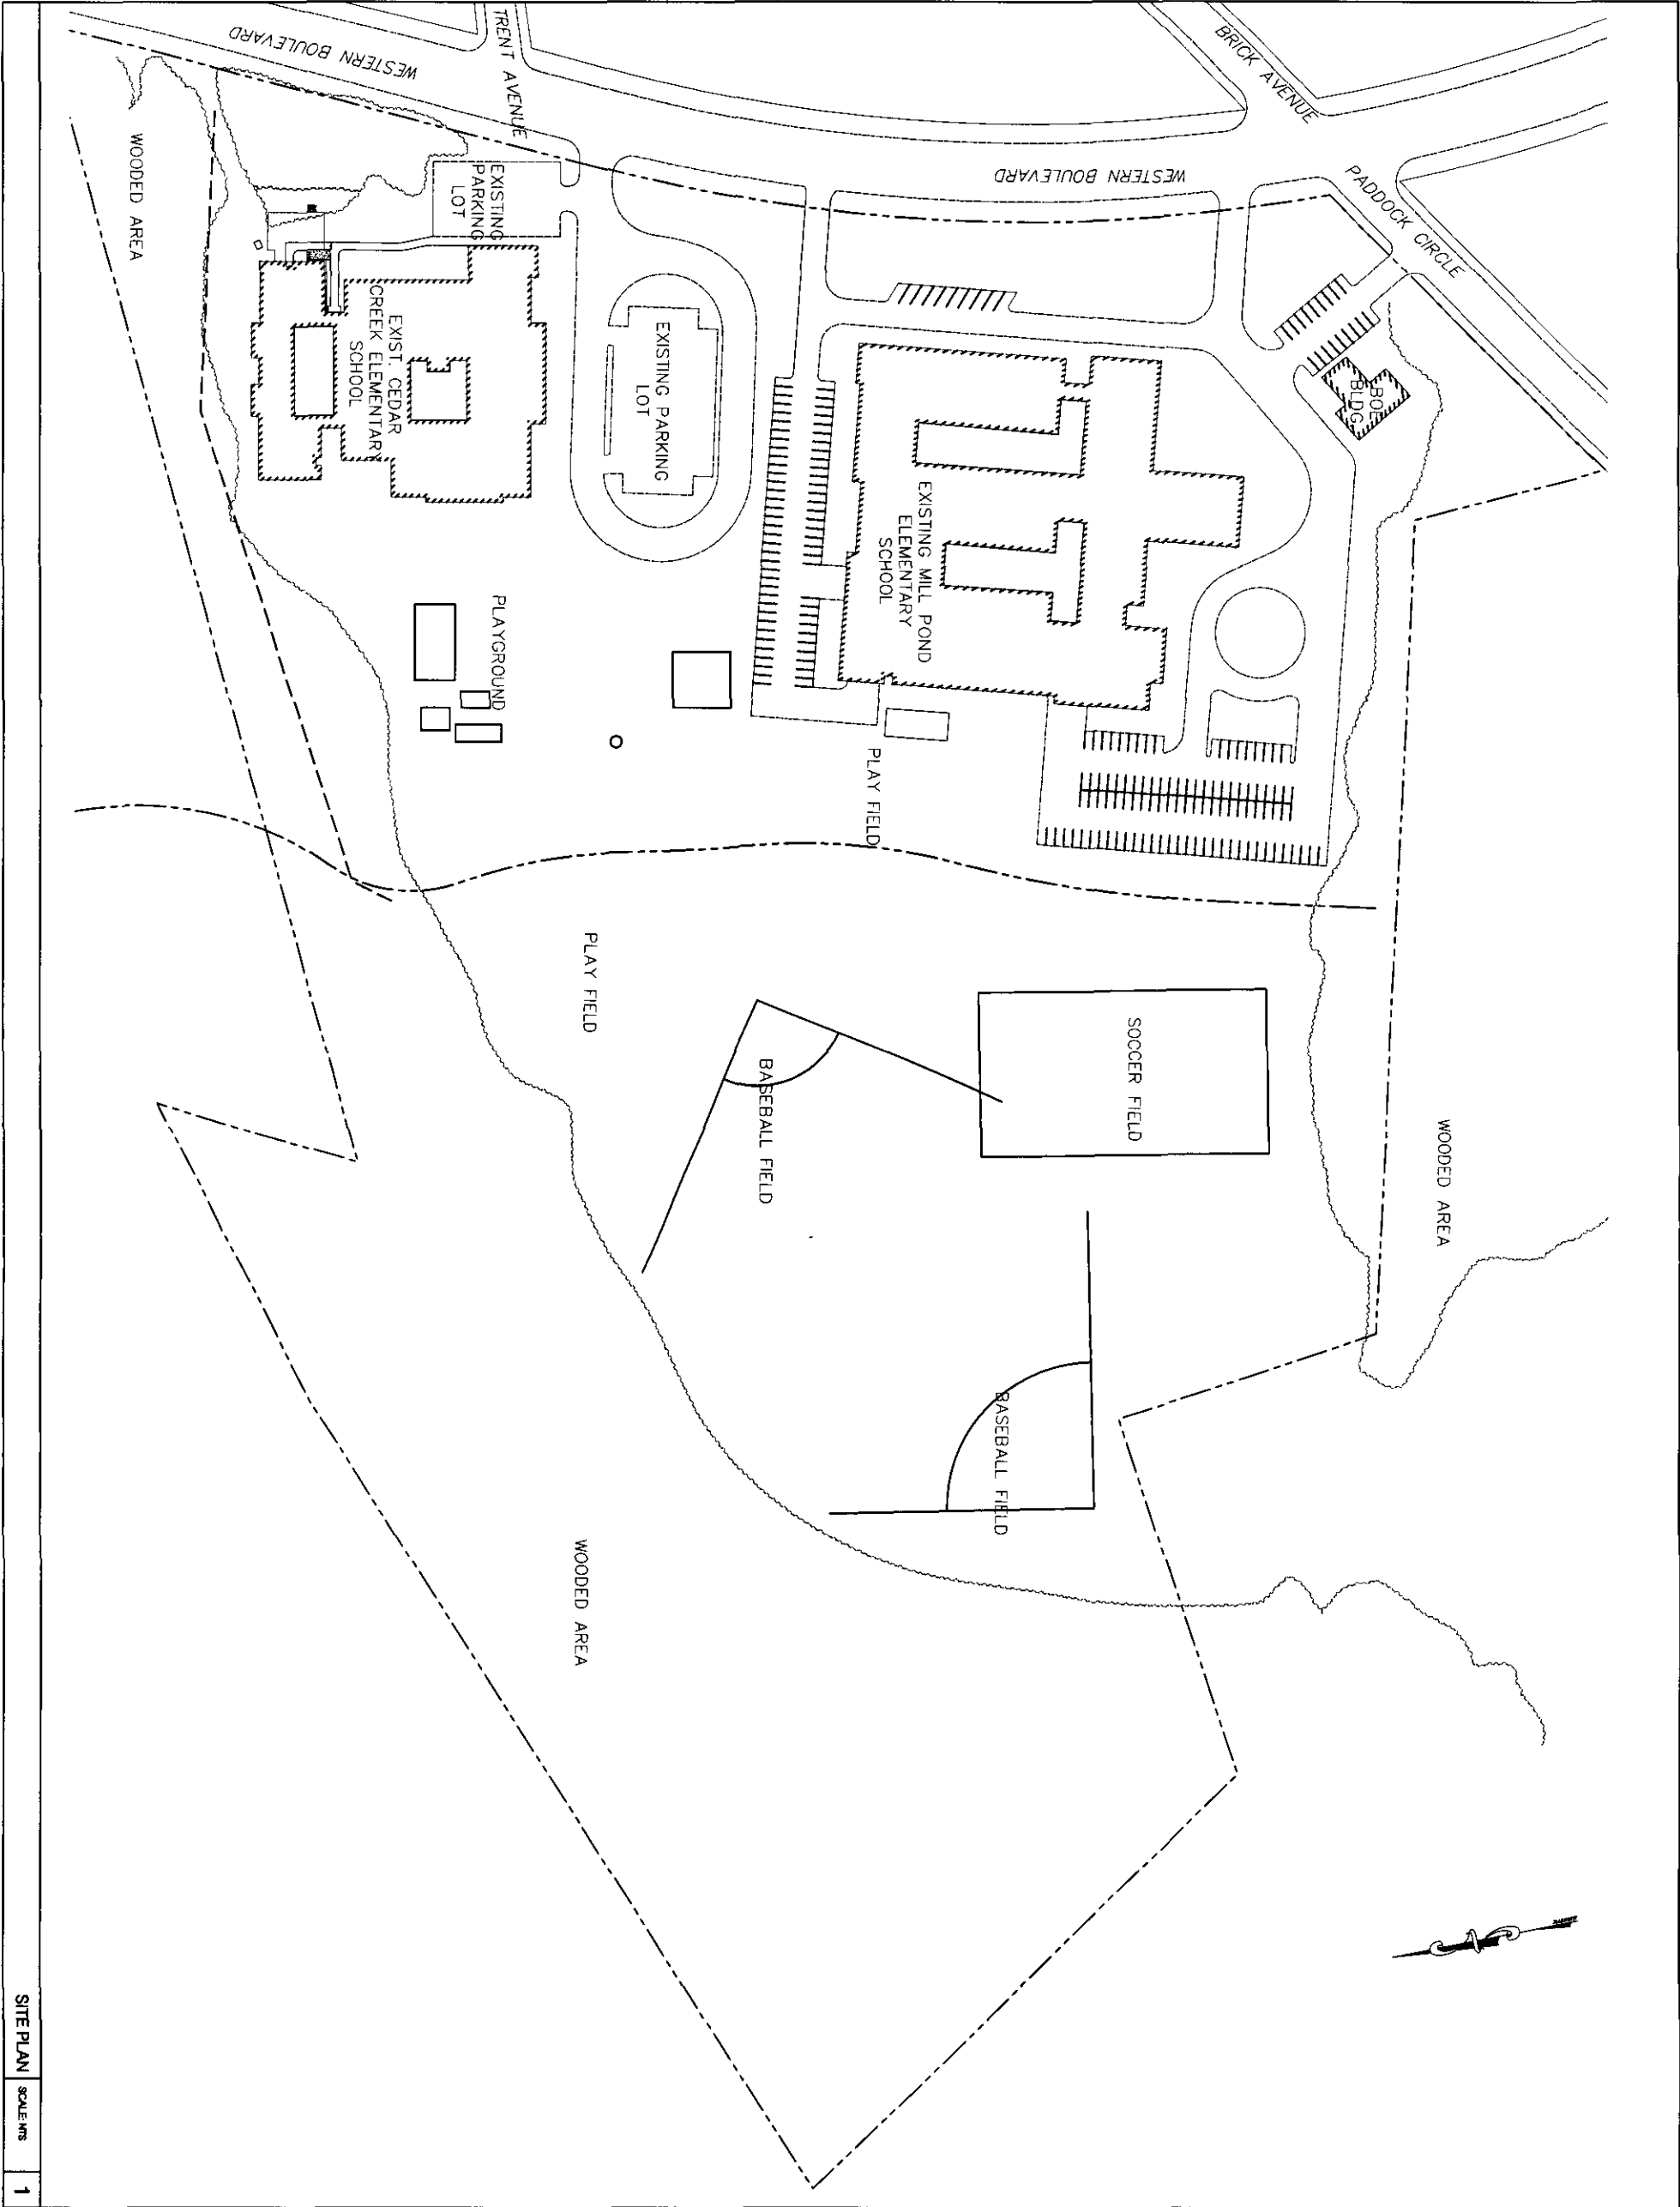 WESTERN BOULEVARD
TRENT AVENUE
BRICK AVENUE
WESTERN BOULEVARD
PADDOCK CIRCLE
WOODED AREA
EXISTING
PARKING
LOT
EXIST. CEDAR
CREEK ELEMENTARY
SCHOOL
EXISTING PARKING
LOT
EXISTING MILL POND
ELEMENTARY
SCHOOL
BOE
BLDG.
PLAYGROUND
PLAY FIELD
PLAY FIELD
BASEBALL FIELD
SOCCER FIELD
WOODED AREA
BASEBALL FIELD
WOODED AREA
SITE PLAN
SCALE: NTS
1